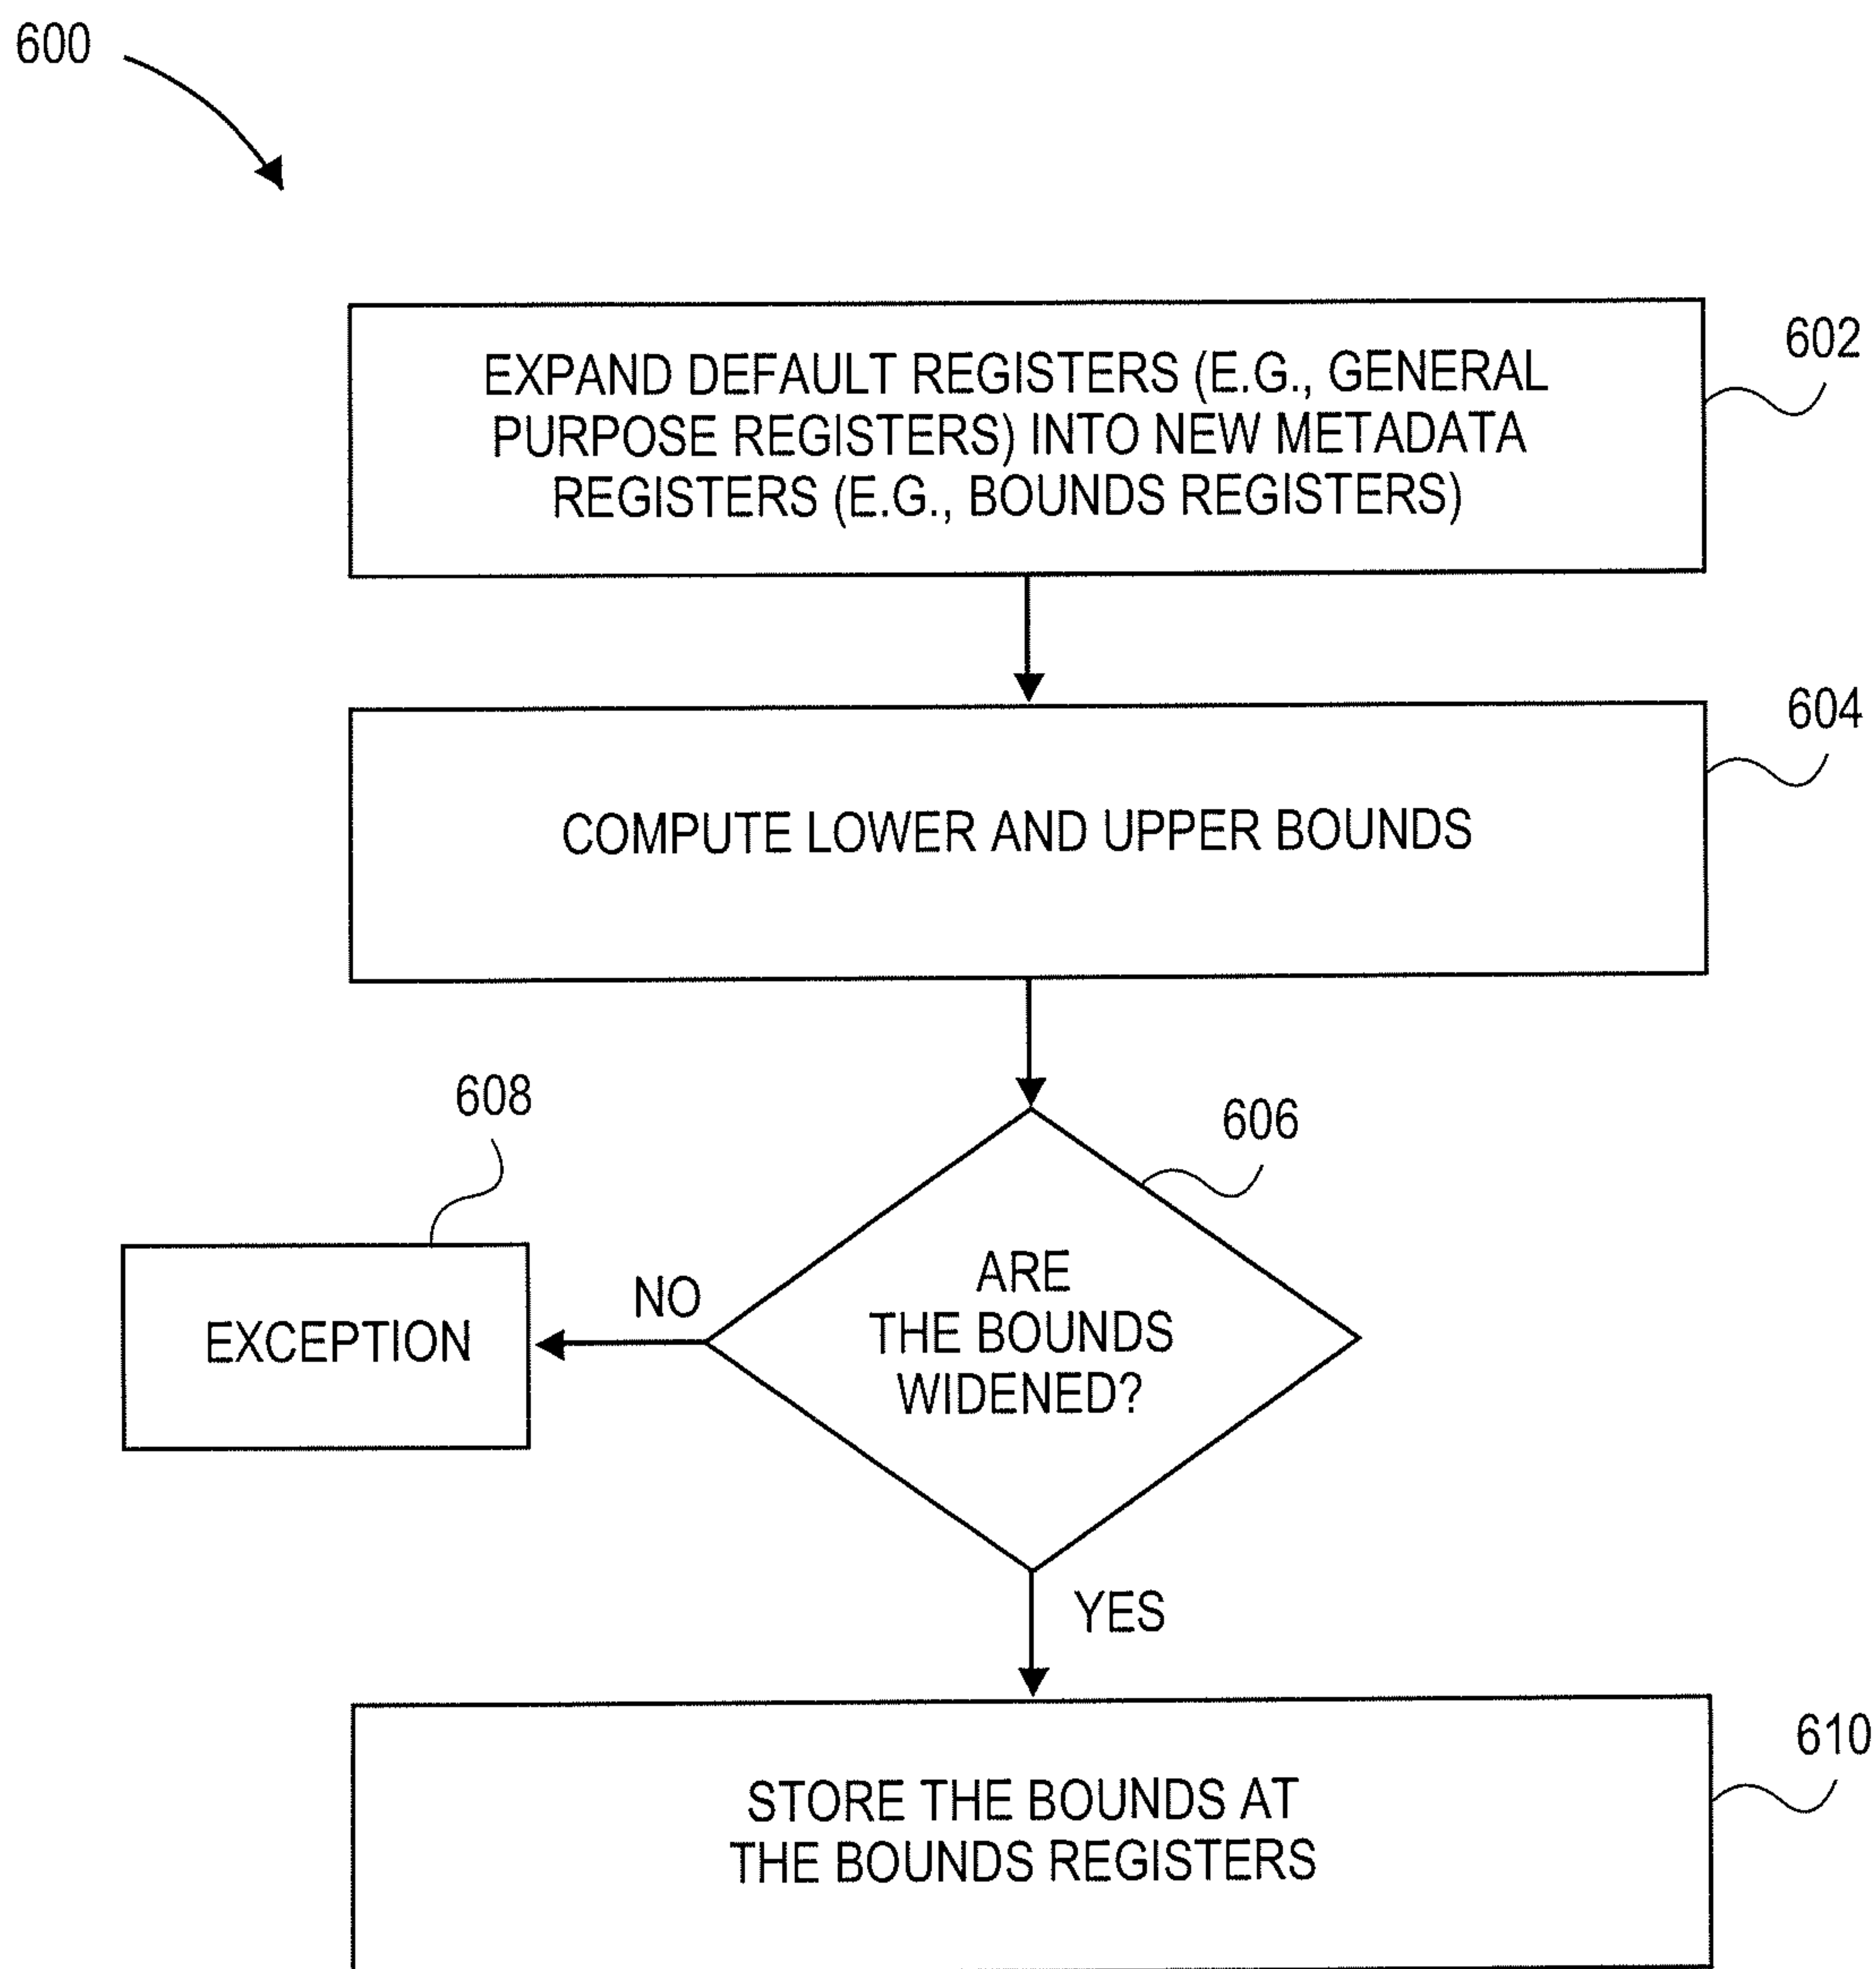 600
EXPAND DEFAULT REGISTERS (E.G., GENERAL
PURPOSE REGISTERS) INTO NEW METADATA
REGISTERS (E.G., BOUNDS REGISTERS)
602
COMPUTE LOWER AND UPPER BOUNDS
604
608
606
EXCEPTION
NO
ARE
THE BOUNDS
WIDENED?
YES
STORE THE BOUNDS AT
THE BOUNDS REGISTERS
610